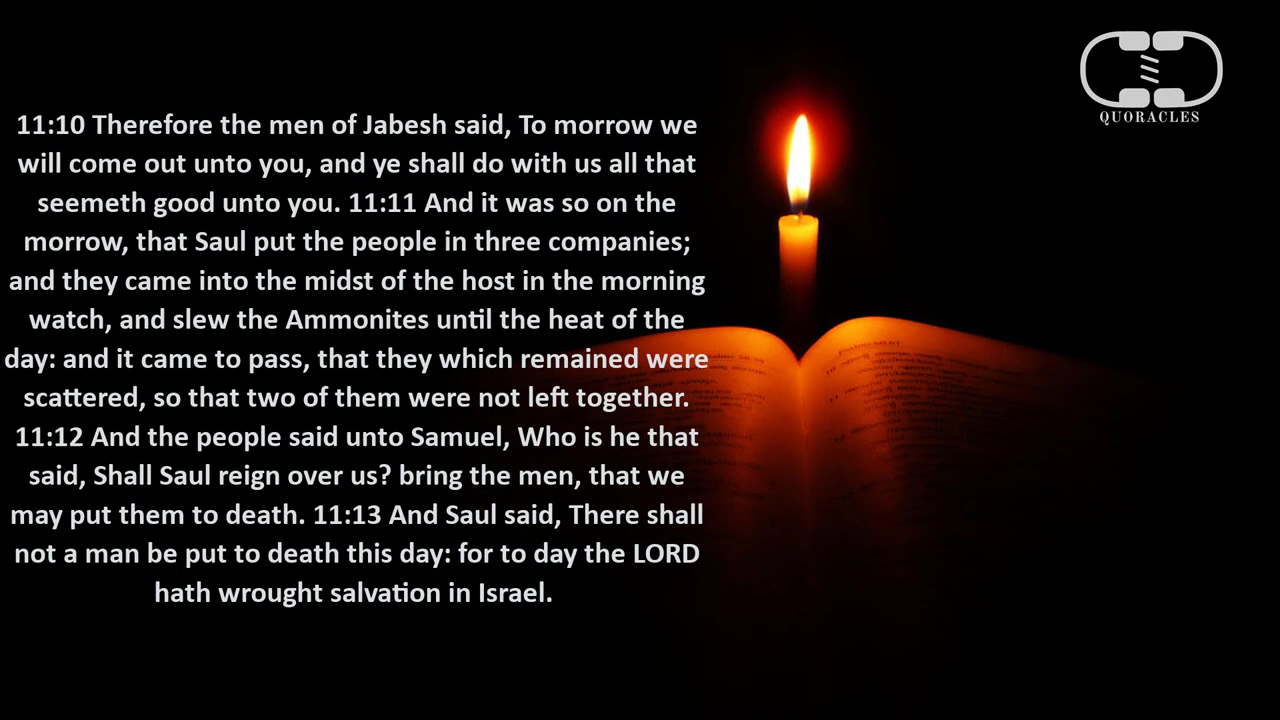 11:10 Therefore the men of Jabesh said, To morrow we
will come out unto you, and ye shall do with us all that
seemeth good unto you. 11:11 And it was so on the
morrow, that Saul put the people in three companies;
and they came into the midst of the host in the morning
watch, and slew the Ammonites until the heat of the
day: and it came to pass, that they which remained were
scattered, so that two of them were not left together.
11:12 And the people said unto Samuel, Who is he that
said, Shall Saul reign over us? bring the men, that we
may put them to death. 11:13 And Saul said, There shall
not a man be put to death this day: for to day the LORD
hath wrought salvation in Israel.
QUORACLES